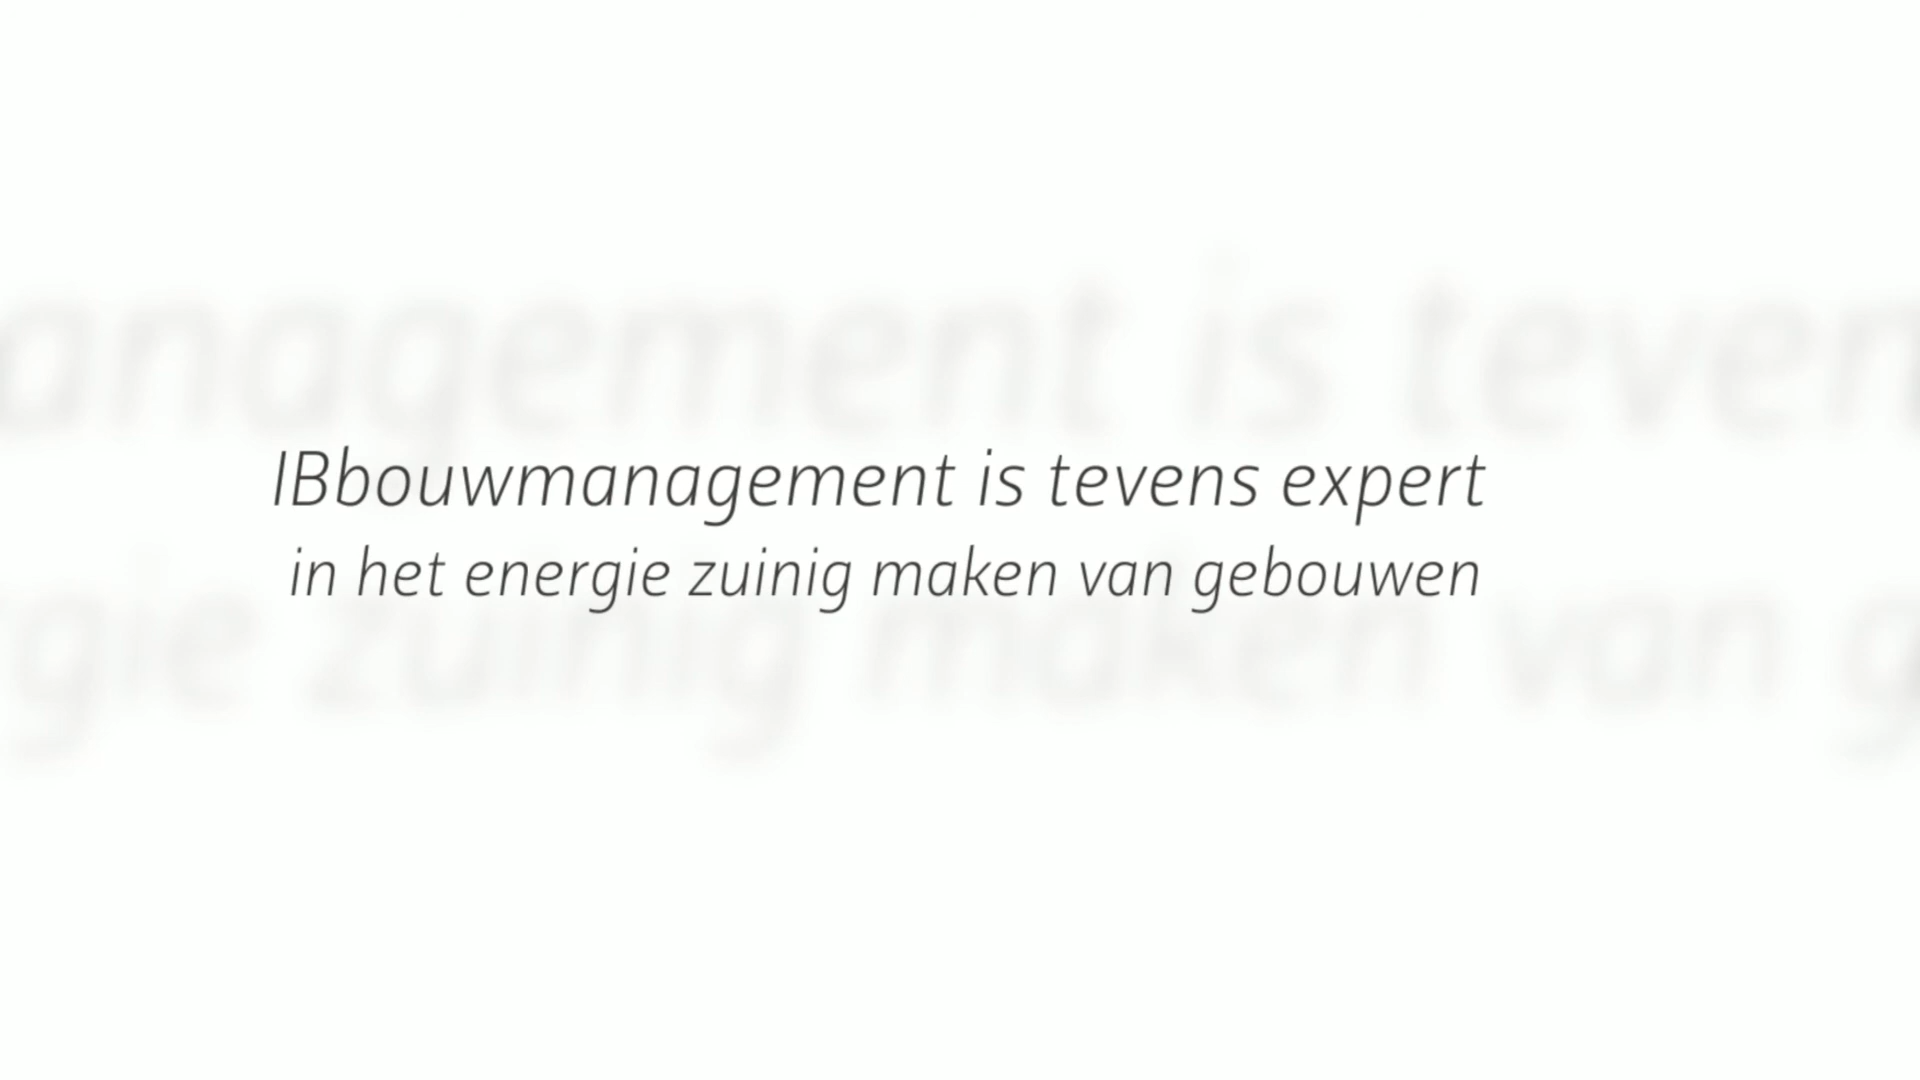 IBbouwmanagement is tevens expert
in het energie zuinig maken van gebouwen